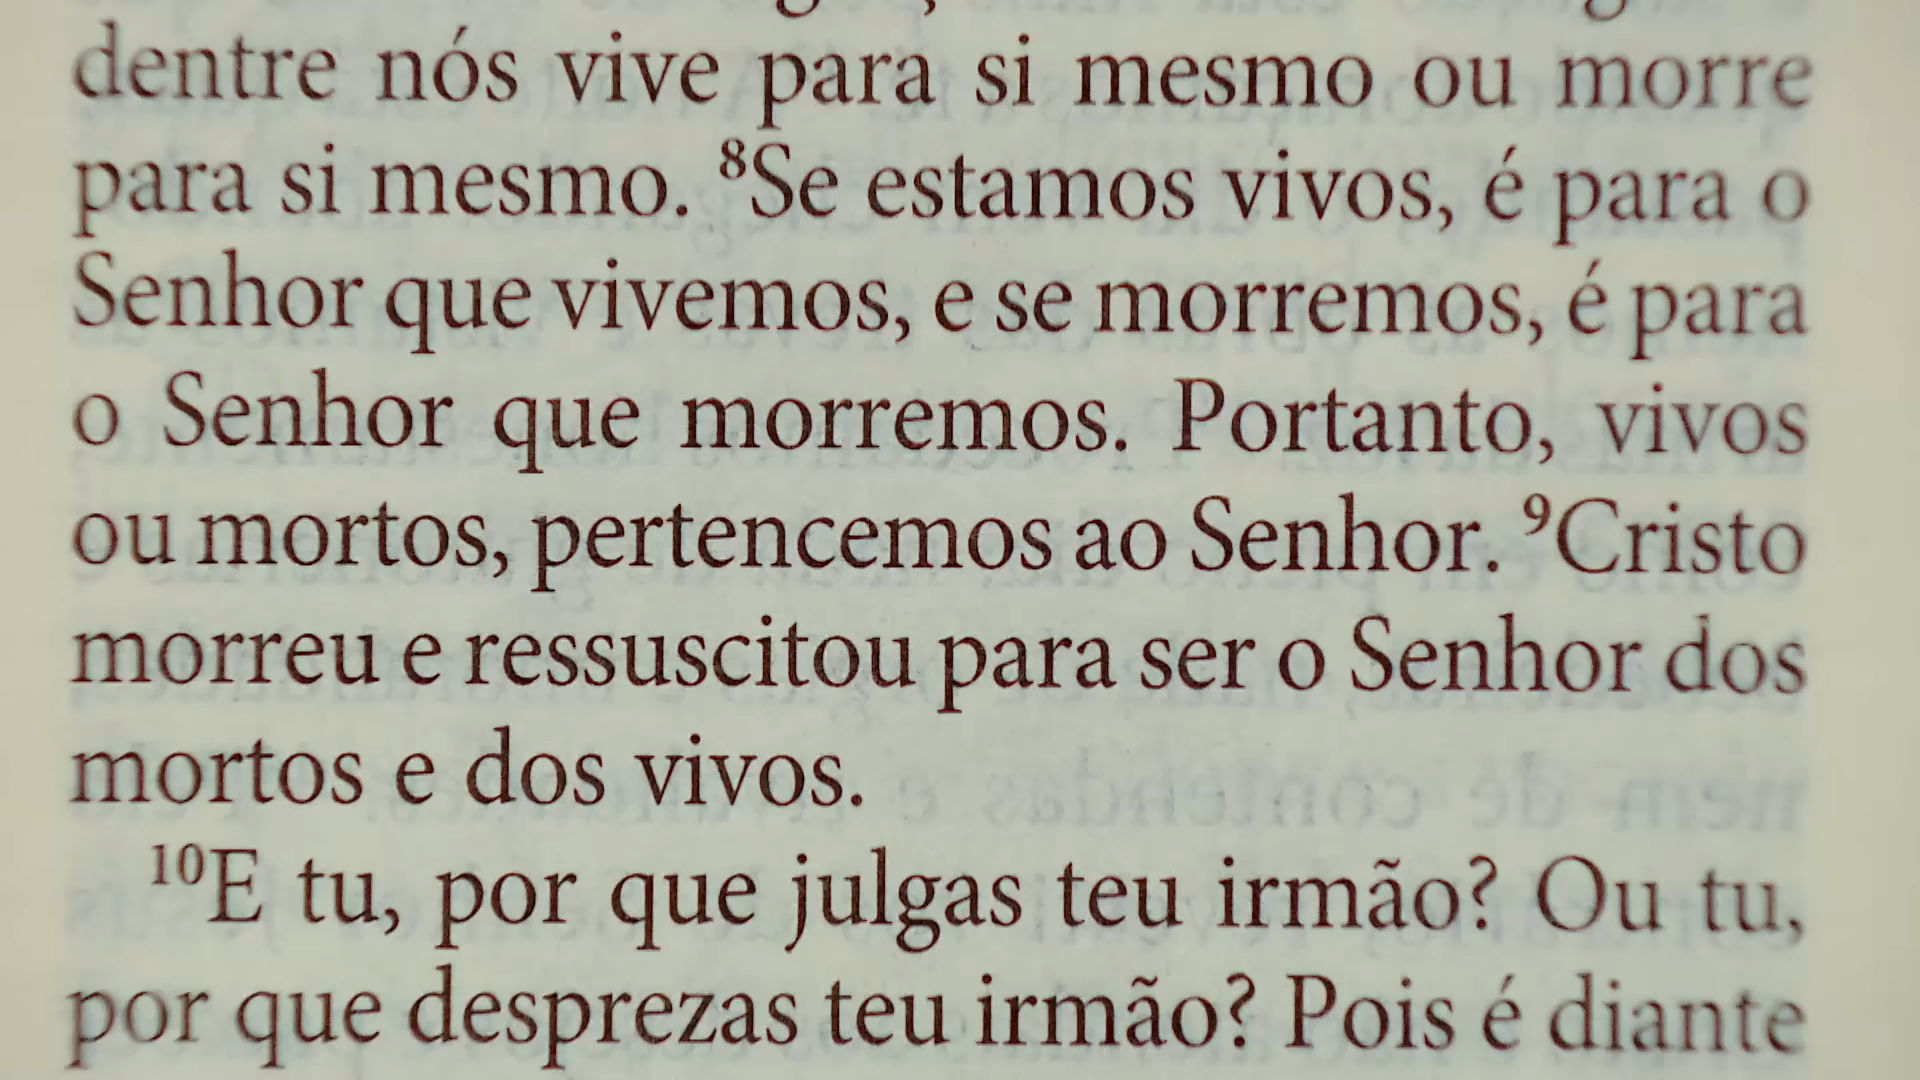 dentre nós vive para si mesmo ou morre
para si mesmo. ⁸Se estamos vivos, é para o
Senhor que vivemos, e se morremos, é para
o Senhor que morremos. Portanto, vivos
ou mortos, pertencemos ao Senhor. ⁹Cristo
morreu e ressuscitou para ser o Senhor dos
mortos e dos vivos.
¹⁰E tu, por que julgas teu irmão? Ou tu,
por que desprezas teu irmão? Pois é diante